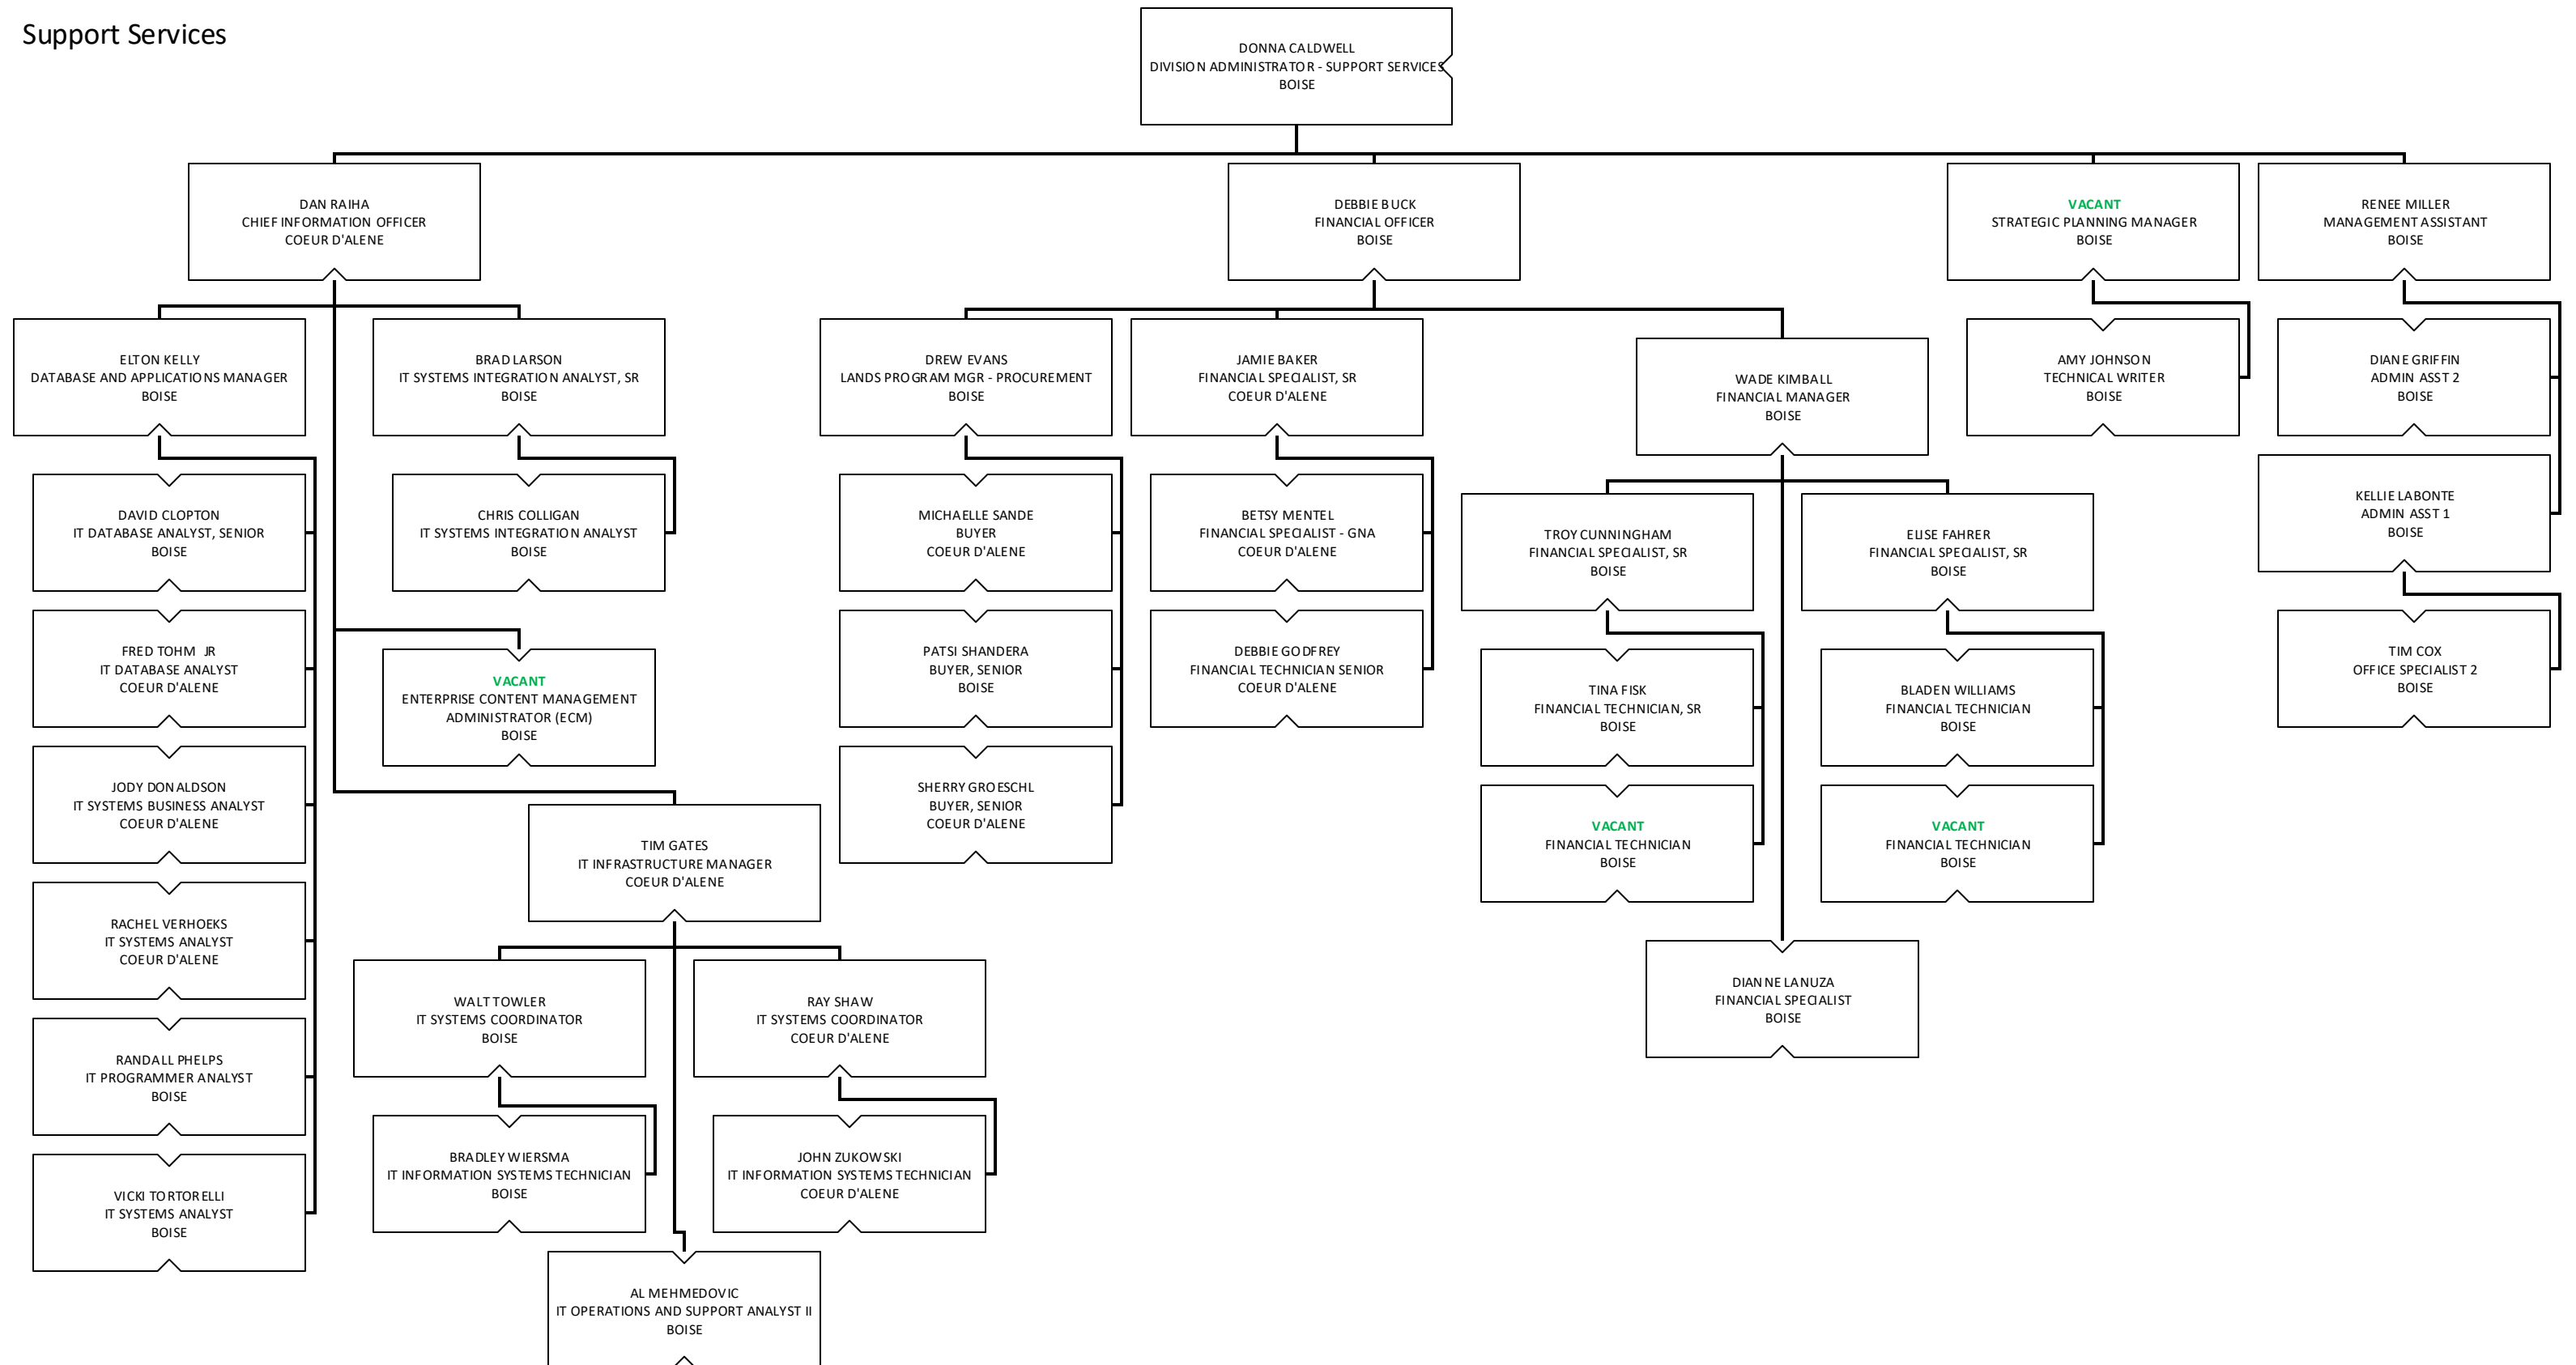 Support Services
DONNA CALDWELL
DIVISION ADMINISTRATOR - SUPPORT SERVICES
BOISE
DAN RAIHA
CHIEF INFORMATION OFFICER
COEUR D'ALENE
DEBBIE BUCK
FINANCIAL OFFICER
BOISE
VACANT
STRATEGIC PLANNING MANAGER
BOISE
RENEE MILLER
MANAGEMENT ASSISTANT
BOISE
ELTON KELLY
DATABASE AND APPLICATIONS MANAGER
BOISE
BRAD LARSON
IT SYSTEMS INTEGRATION ANALYST, SR
BOISE
DREW EVANS
LANDS PROGRAM MGR - PROCUREMENT
BOISE
JAMIE BAKER
FINANCIAL SPECIALIST, SR
COEUR D'ALENE
WADE KIMBALL
FINANCIAL MANAGER
BOISE
AMY JOHNSON
TECHNICAL WRITER
BOISE
DIANE GRIFFIN
ADMIN ASST 2
BOISE
DAVID CLOPTON
IT DATABASE ANALYST, SENIOR
BOISE
CHRIS COLLIGAN
IT SYSTEMS INTEGRATION ANALYST
BOISE
MICHAELLE SANDE
BUYER
COEUR D'ALENE
BETSY MENTEL
FINANCIAL SPECIALIST - GNA
COEUR D'ALENE
TROY CUNNINGHAM
FINANCIAL SPECIALIST, SR
BOISE
ELISE FAHRER
FINANCIAL SPECIALIST, SR
BOISE
KELLIE LABONTE
ADMIN ASST 1
BOISE
FRED TOHM JR
IT DATABASE ANALYST
COEUR D'ALENE
VACANT
ENTERPRISE CONTENT MANAGEMENT
ADMINISTRATOR (ECM)
BOISE
PATSI SHANDERA
BUYER, SENIOR
BOISE
DEBBIE GODFREY
FINANCIAL TECHNICIAN SENIOR
COEUR D'ALENE
TINA FISK
FINANCIAL TECHNICIAN, SR
BOISE
BLADEN WILLIAMS
FINANCIAL TECHNICIAN
BOISE
TIM COX
OFFICE SPECIALIST 2
BOISE
JODY DONALDSON
IT SYSTEMS BUSINESS ANALYST
COEUR D'ALENE
TIM GATES
IT INFRASTRUCTURE MANAGER
COEUR D'ALENE
SHERRY GROESCHL
BUYER, SENIOR
COEUR D'ALENE
VACANT
FINANCIAL TECHNICIAN
BOISE
VACANT
FINANCIAL TECHNICIAN
BOISE
RACHEL VERHOEKS
IT SYSTEMS ANALYST
COEUR D'ALENE
WALT TOWLER
IT SYSTEMS COORDINATOR
BOISE
RAY SHAW
IT SYSTEMS COORDINATOR
COEUR D'ALENE
DIANNE LANUZA
FINANCIAL SPECIALIST
BOISE
RANDALL PHELPS
IT PROGRAMMER ANALYST
BOISE
BRADLEY WIERSMA
IT INFORMATION SYSTEMS TECHNICIAN
BOISE
JOHN ZUKOWSKI
IT INFORMATION SYSTEMS TECHNICIAN
COEUR D'ALENE
VICKI TORTORELLI
IT SYSTEMS ANALYST
BOISE
AL MEHMEDOVIC
IT OPERATIONS AND SUPPORT ANALYST II
BOISE